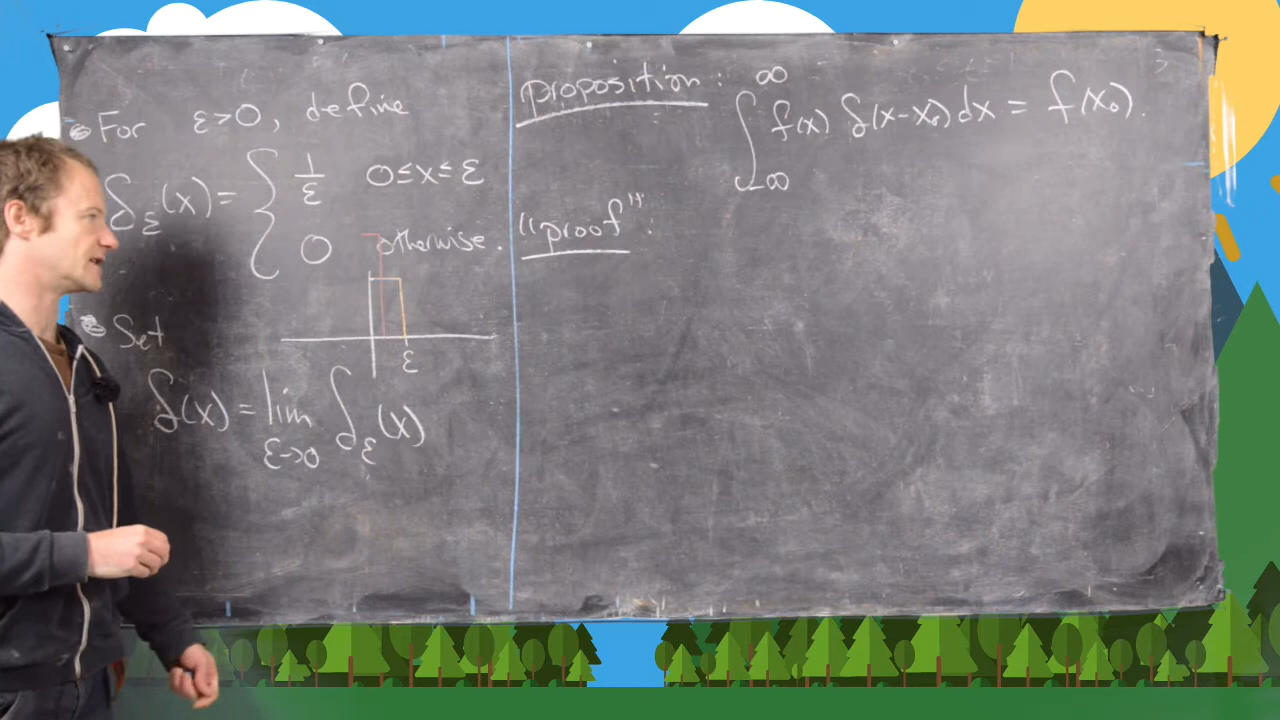 For ε>0, define
δ_ε(x) = { 1/ε 0≤x≤ε
0 otherwise.
ε
Set
δ(x) = lim δ_ε(x)
ε→0
proposition:
∫_{-∞}^{∞} f(x) δ(x-x₀) dx = f(x₀).
"proof":